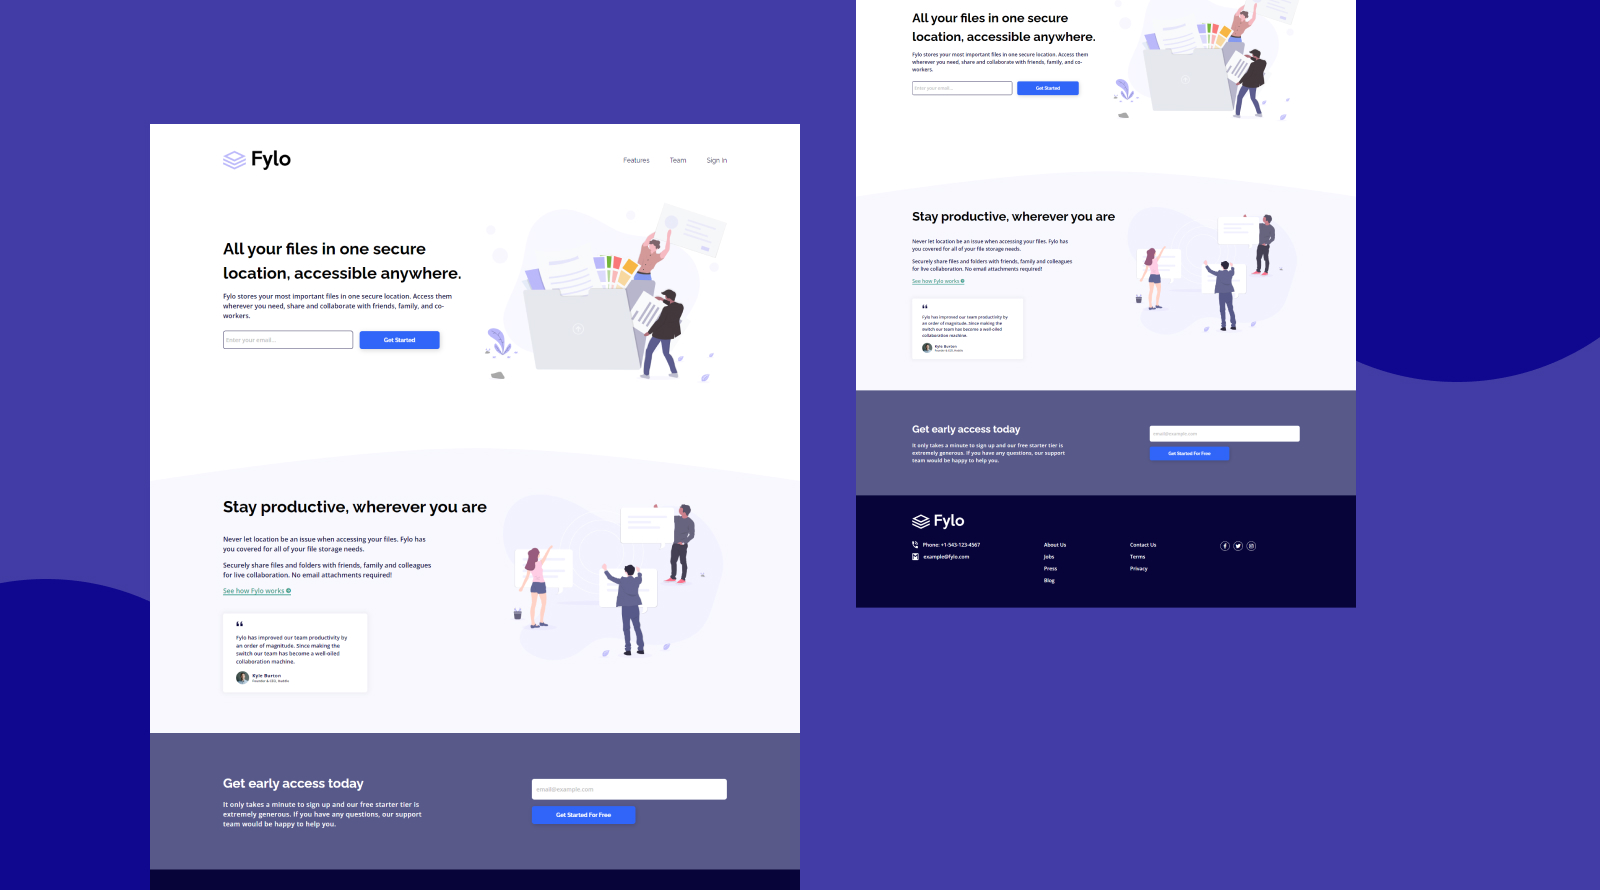 Fylo
Features
Team
Sign In
All your files in one secure
location, accessible anywhere.
Fylo stores your most important files in one secure location. Access them
wherever you need, share and collaborate with friends, family, and co-
workers.
Enter your email...
Get Started
Stay productive, wherever you are
Never let location be an issue when accessing your files. Fylo has
you covered for all of your file storage needs.
Securely share files and folders with friends, family and colleagues
for live collaboration. No email attachments required!
See how Fylo works
Fylo has improved our team productivity by
an order of magnitude. Since making the
switch our team has become a well-oiled
collaboration machine.
Kyle Burton
Founder & CEO, Huddle
Get early access today
It only takes a minute to sign up and our free starter tier is
extremely generous. If you have any questions, our support
team would be happy to help you.
email@example.com
Get Started For Free
All your files in one secure
location, accessible anywhere.
Fylo stores your most important files in one secure location. Access them
wherever you need, share and collaborate with friends, family, and co-
workers.
Enter your email...
Get Started
Stay productive, wherever you are
Never let location be an issue when accessing your files. Fylo has
you covered for all of your file storage needs.
Securely share files and folders with friends, family and colleagues
for live collaboration. No email attachments required!
See how Fylo works
Fylo has improved our team productivity by
an order of magnitude. Since making the
switch our team has become a well-oiled
collaboration machine.
Kyle Burton
Founder & CEO, Huddle
Get early access today
It only takes a minute to sign up and our free starter tier is
extremely generous. If you have any questions, our support
team would be happy to help you.
email@example.com
Get Started For Free
Fylo
Phone: +1-543-123-4567
example@fylo.com
About Us
Jobs
Press
Blog
Contact Us
Terms
Privacy